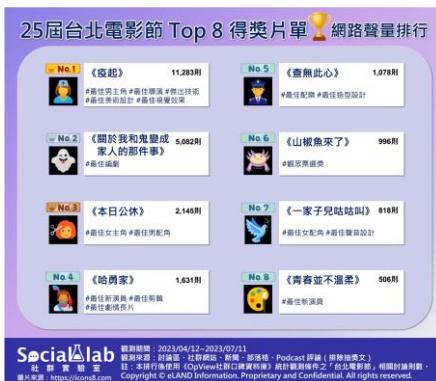 25屆台北電影節 Top 8 得獎片單 網路聲量排行
No.1
《疫起》 11,283則
#最佳男主角 #最佳導演 #傑出技術
#最佳美術設計 #最佳視覺效果
No.2
《關於我和鬼變成
家人的那件事》 5,082則
#最佳編劇
No.3
《本日公休》 2,145則
#最佳女主角 #最佳男配角
No.4
《哈勇家》 1,631則
#最佳新演員 #最佳剪輯
#最佳劇情長片
No.5
《查無此心》 1,078則
#最佳配樂 #最佳造型設計
No.6
《山椒魚來了》 996則
#觀眾票選獎
No.7
《一家子兒咕咕叫》 818則
#最佳女配角 #最佳聲音設計
No.8
《青春並不溫柔》 506則
#最佳新演員
Social lab
社群實驗室
圖片來源:https://icons8.com
觀測期間:2023/04/12~2023/07/11
觀測來源:討論區、社群網站、新聞、部落格、Podcast 評論(排除抽獎文)
註:本排行係使用《OpView社群口碑資料庫》統計觀測條件之「台北電影節」相關討論則數。
Copyright © eLAND Information. Proprietary and Confidential. All rights reserved.